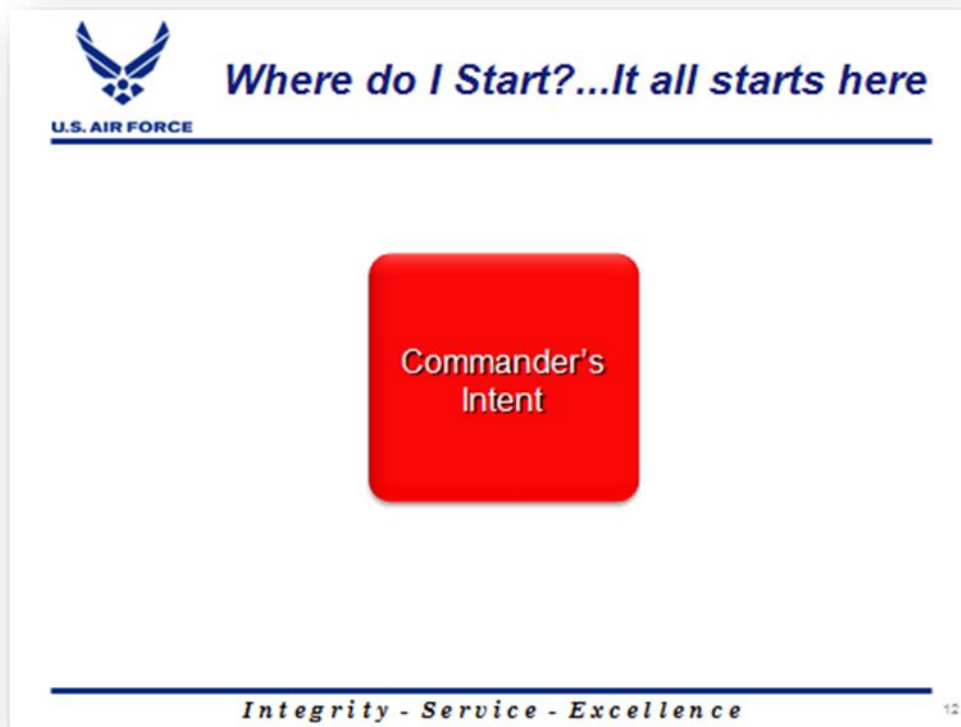 Where do I Start?...It all starts here
U.S. AIR FORCE
Commander's
Intent
Integrity - Service - Excellence
12